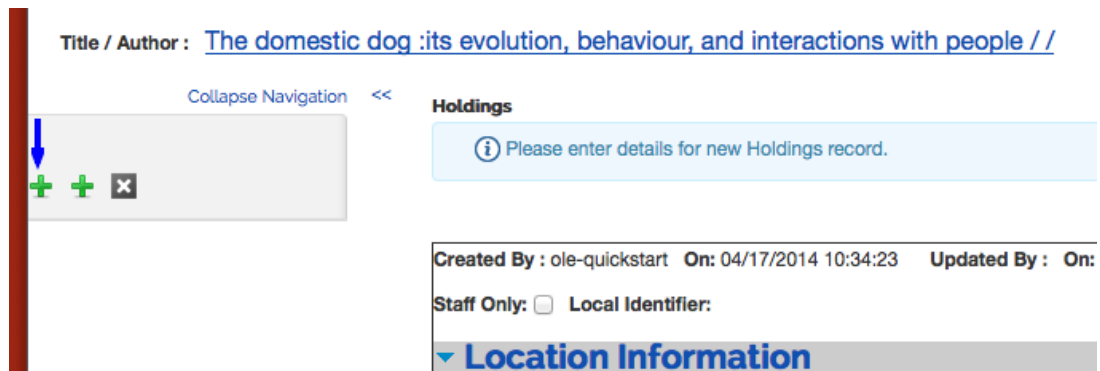 Title / Author : The domestic dog :its evolution, behaviour, and interactions with people / /
Collapse Navigation <<
Holdings
Please enter details for new Holdings record.
Created By : ole-quickstart On: 04/17/2014 10:34:23 Updated By : On:
Staff Only: Local Identifier:
Location Information